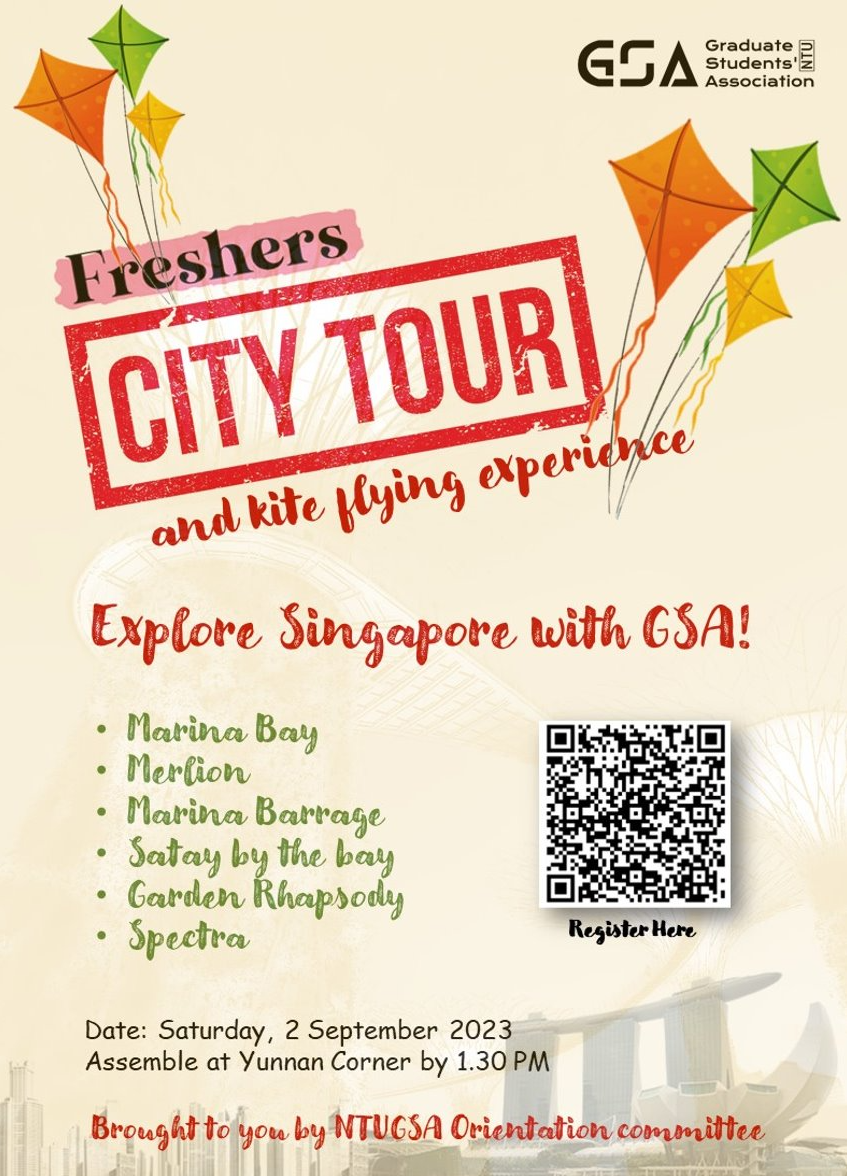 GSA Graduate Students' Association NTU
Freshers
CITY TOUR
and kite flying experience
Explore Singapore with GSA!
• Marina Bay
• Merlion
• Marina Barrage
• Satay by the bay
• Garden Rhapsody
• Spectra
Register Here
Date: Saturday, 2 September 2023
Assemble at Yunnan Corner by 1.30 PM
Brought to you by NTUGSA Orientation committee